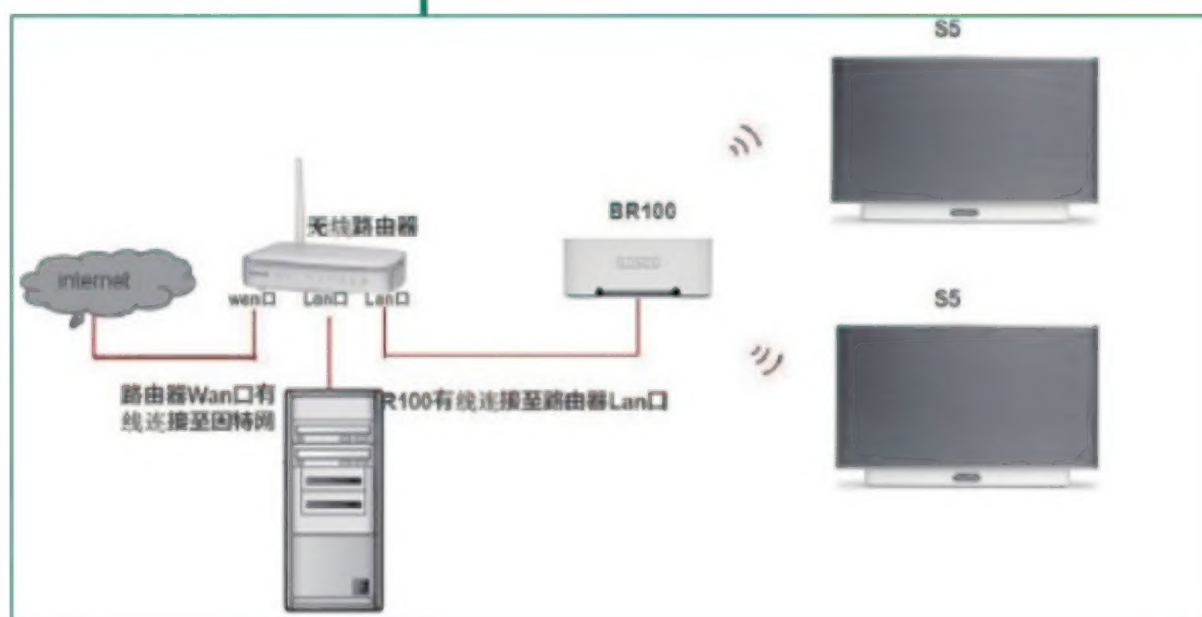 S5
BR100
无线路由器
internet
wan口
Lan口
Lan口
S5
路由器Wan口有
线连接至因特网
R100有线连接至路由器Lan口